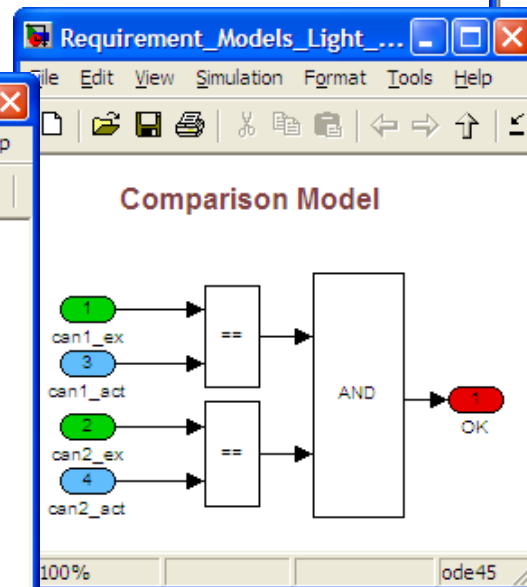 Requirement_Models_Light_...
File Edit View Simulation Format Tools Help
p
Comparison Model
1
can1_ex
3
can1_act
==
2
can2_ex
4
can2_act
==
AND
1
OK
100%
ode45